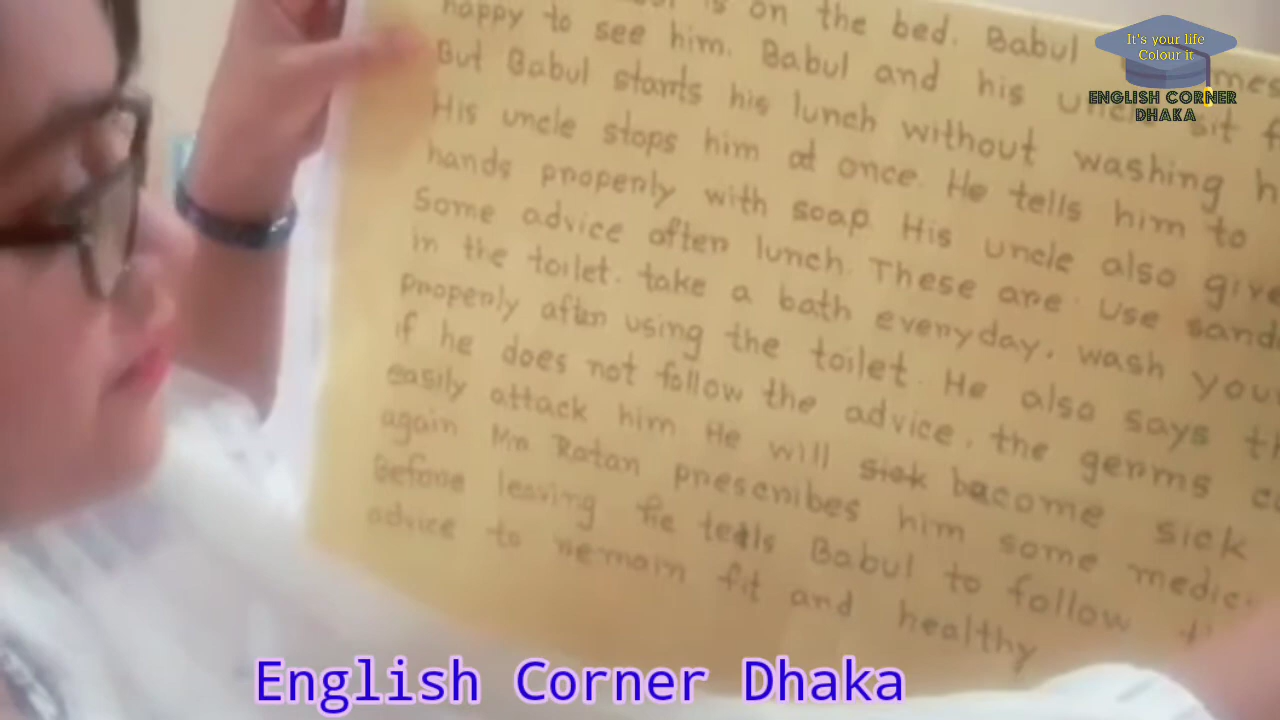 is on the bed. Babul
happy to see him. Babul and his uncle sit
But Babul starts his lunch without washing
His uncle stops him at once. He tells him to
hands properly with soap His uncle also give
Some advice after lunch. These are: Use
in the toilet. take a bath everyday. wash your
properly after using the toilet. He also says
if he does not follow the advice, the germs
easily attack him He will sick become sick
again Mr Ratan prescribes him some
Before leaving he tells Babul to follow
advice to remain fit and healthy
It's your life
Colour it
ENGLISH CORNER
DHAKA
English Corner Dhaka